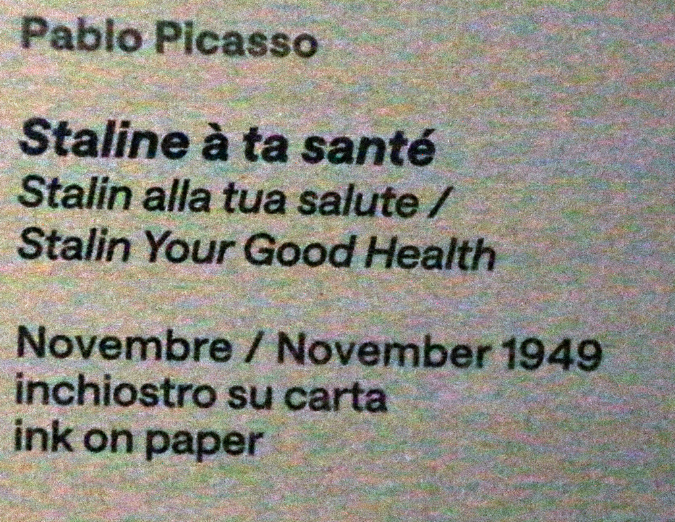 Pablo Picasso
Staline à ta santé
Stalin alla tua salute /
Stalin Your Good Health
Novembre / November 1949
inchiostro su carta
ink on paper